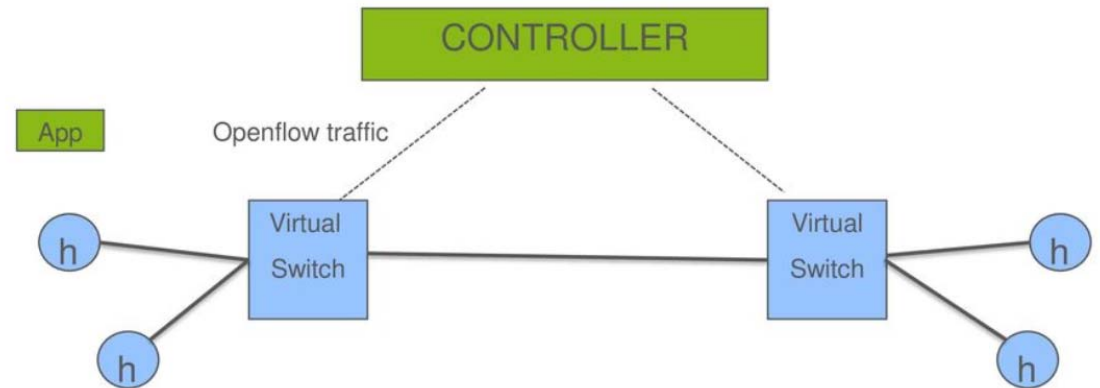 CONTROLLER
App
Openflow traffic
Virtual
Switch
Virtual
Switch
h
h
h
h